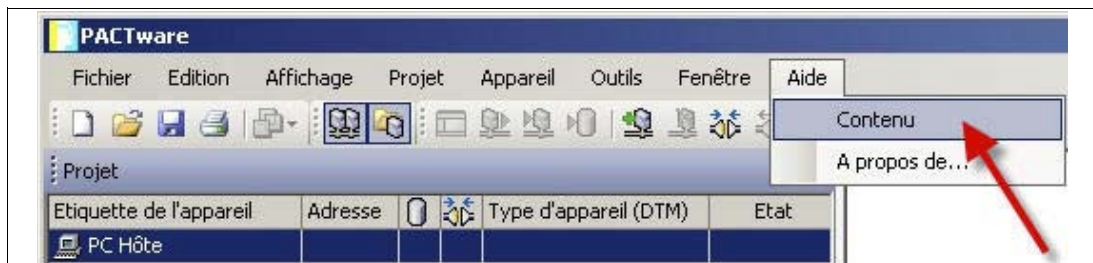 PACTware
Fichier Edition Affichage Projet Appareil Outils Fenêtre Aide
Contenu
A propos de...
Projet
Etiquette de l'appareil Adresse Type d'appareil (DTM) Etat
PC Hôte